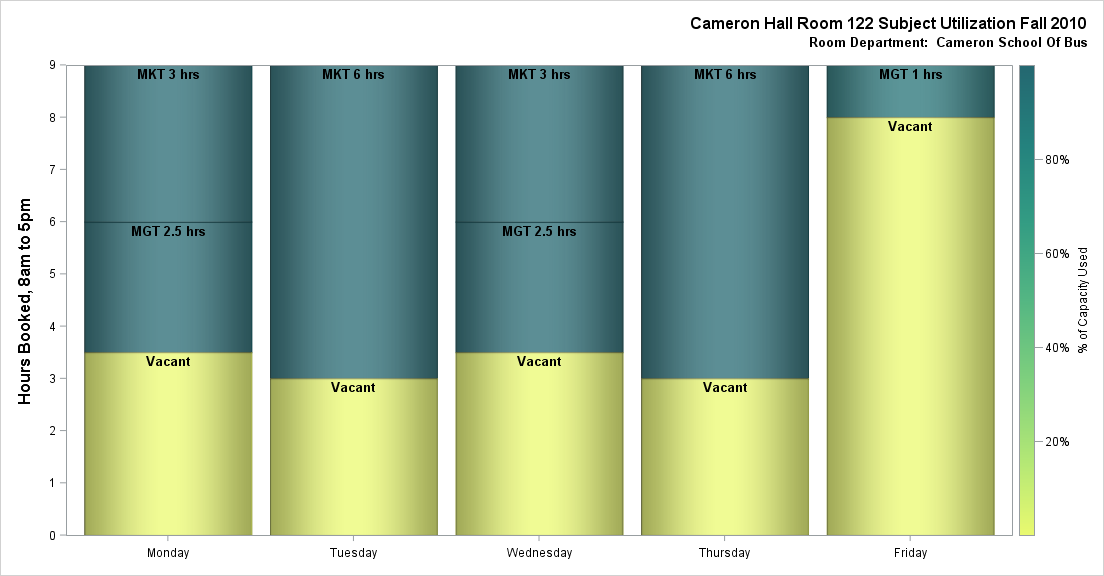 Cameron Hall Room 122 Subject Utilization Fall 2010
Room Department:  Cameron School Of Bus
Hours Booked, 8am to 5pm
9
8
7
6
5
4
3
2
1
0
MKT 3 hrs
MGT 2.5 hrs
Vacant
MKT 6 hrs
Vacant
MKT 3 hrs
MGT 2.5 hrs
Vacant
MKT 6 hrs
Vacant
MGT 1 hrs
Vacant
Monday
Tuesday
Wednesday
Thursday
Friday
80%
60%
40%
20%
% of Capacity Used